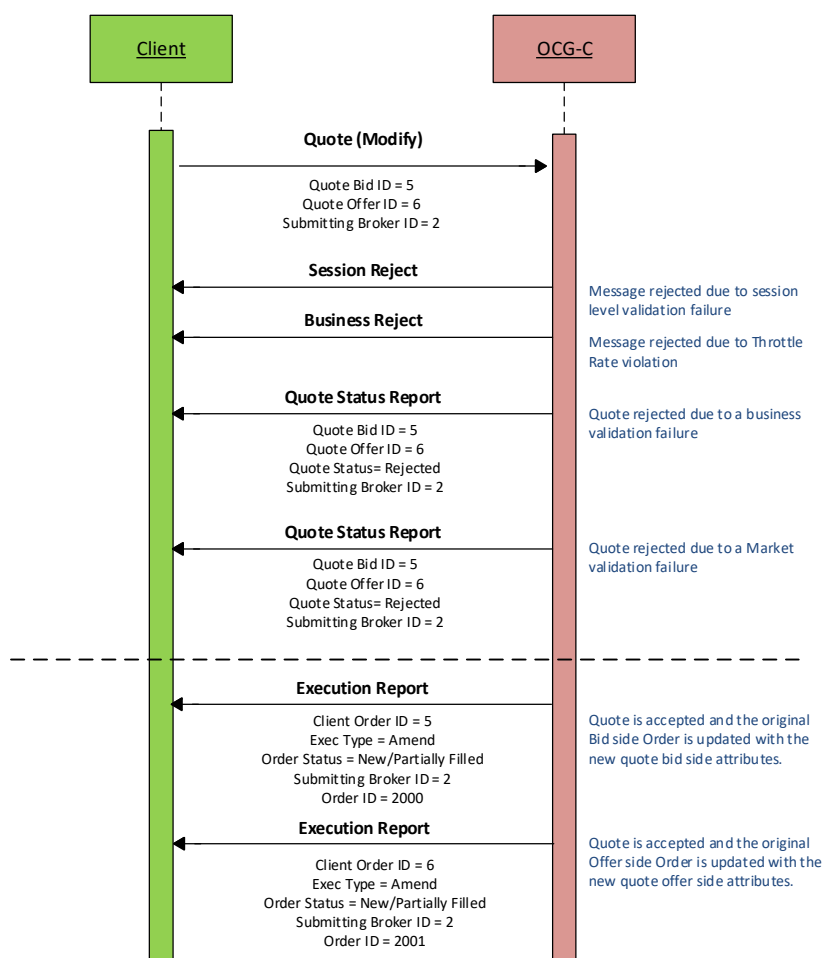 Client
OCG-C
Quote (Modify)
Quote Bid ID = 5
Quote Offer ID = 6
Submitting Broker ID = 2
Session Reject
Message rejected due to session
level validation failure
Business Reject
Message rejected due to Throttle
Rate violation
Quote Status Report
Quote Bid ID = 5
Quote Offer ID = 6
Quote Status= Rejected
Submitting Broker ID = 2
Quote rejected due to a business
validation failure
Quote Status Report
Quote Bid ID = 5
Quote Offer ID = 6
Quote Status= Rejected
Submitting Broker ID = 2
Quote rejected due to a Market
validation failure
Execution Report
Client Order ID = 5
Exec Type = Amend
Order Status = New/Partially Filled
Submitting Broker ID = 2
Order ID = 2000
Quote is accepted and the original
Bid side Order is updated with the
new quote bid side attributes.
Execution Report
Client Order ID = 6
Exec Type = Amend
Order Status = New/Partially Filled
Submitting Broker ID = 2
Order ID = 2001
Quote is accepted and the original
Offer side Order is updated with the
new quote offer side attributes.